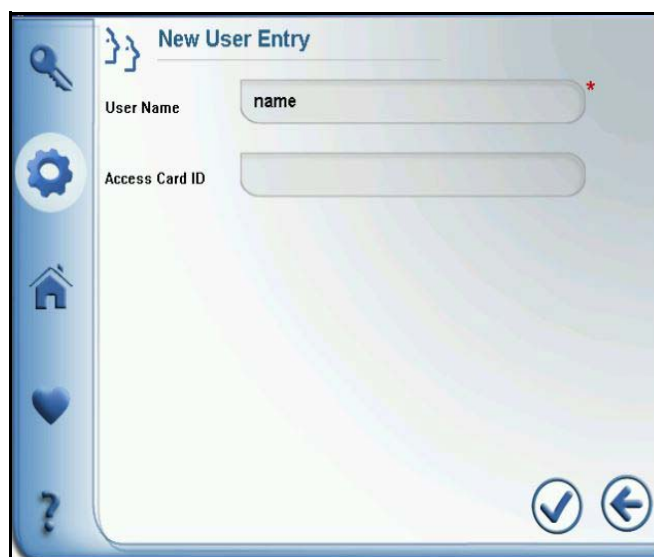 New User Entry
User Name
name
*
Access Card ID
?